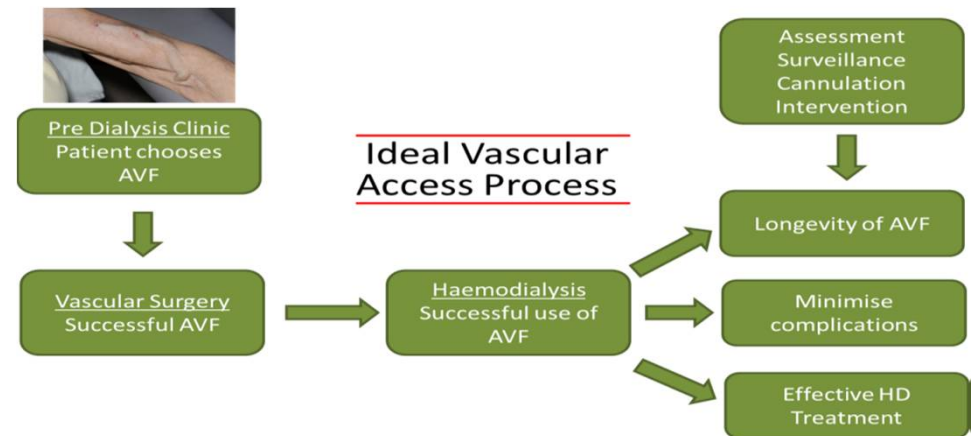 Pre Dialysis Clinic
Patient chooses
AVF
Vascular Surgery
Successful AVF
Ideal Vascular
Access Process
Haemodialysis
Successful use of
AVF
Assessment
Surveillance
Cannulation
Intervention
Longevity of AVF
Minimise
complications
Effective HD
Treatment